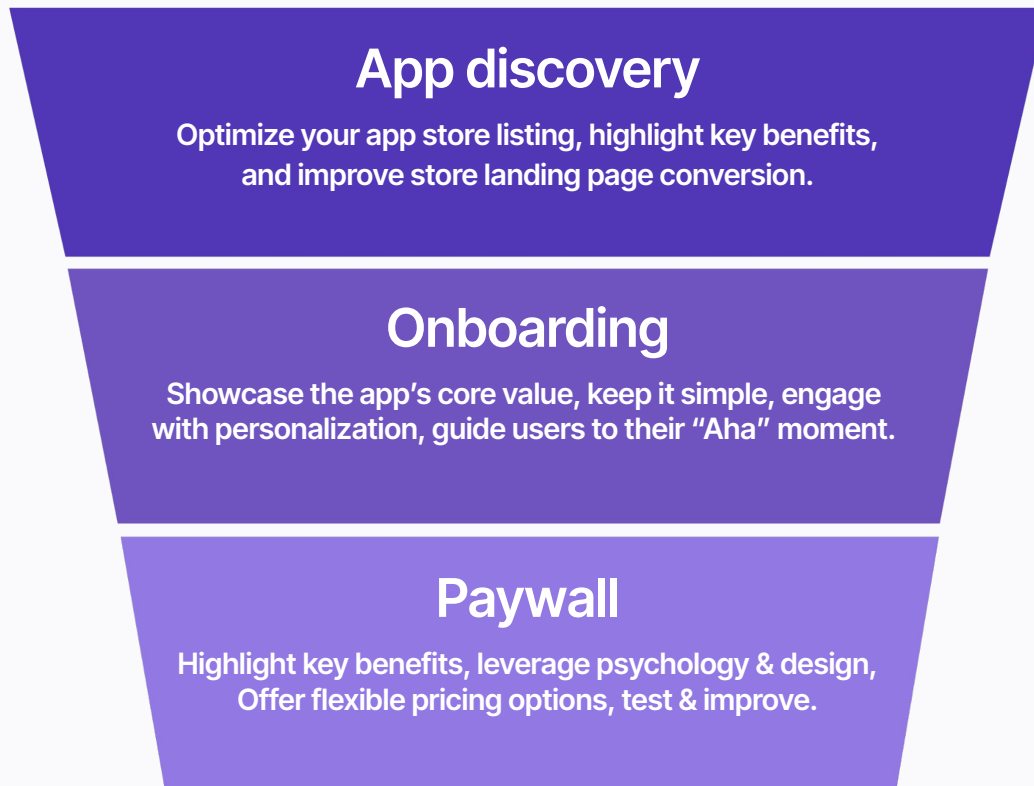 App discovery
Optimize your app store listing, highlight key benefits,
and improve store landing page conversion.
Onboarding
Showcase the app’s core value, keep it simple, engage
with personalization, guide users to their “Aha” moment.
Paywall
Highlight key benefits, leverage psychology & design,
Offer flexible pricing options, test & improve.